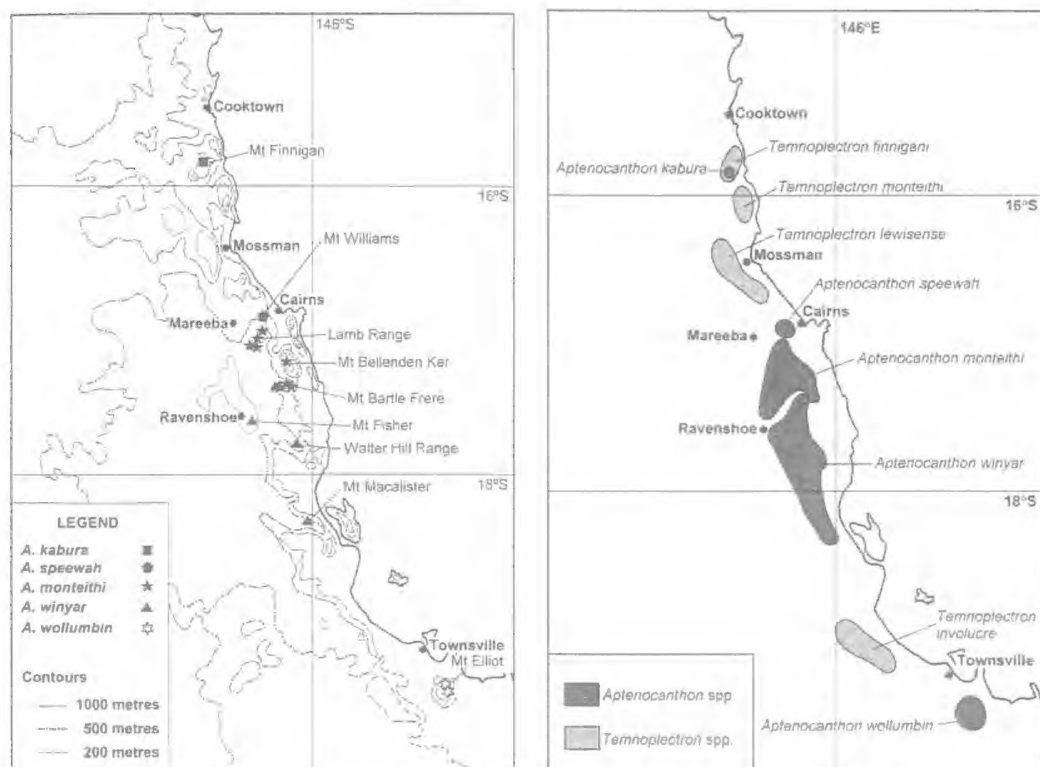 146°S
Cooktown
Mt Finnigan
16°S
Mossman
Mt Williams
Cairns
Mareeba
Lamb Range
Mt Bellenden Ker
Mt Bartle Frere
Ravenshoe
Mt Fisher
Walter Hill Range
18°S
Mt Macalister
LEGEND
A. kabura
A. speewah
A. monteithi
A. winyar
A. wollumbin
Contours
1000 metres
500 metres
200 metres
Townsville
Mt Elliot
146°E
Cooktown
Temnoplectron finnigani
Aptenocanthon kabura
Temnoplectron monteithi
16°S
Temnoplectron lewisense
Mossman
Aptenocanthon speewah
Cairns
Mareeba
Aptenocanthon monteithi
Ravenshoe
Aptenocanthon winyar
18°S
Temnoplectron
involucre
Townsville
Aptenocanthon spp
Temnoplectron spp.
Aptenocanthon wollumbin